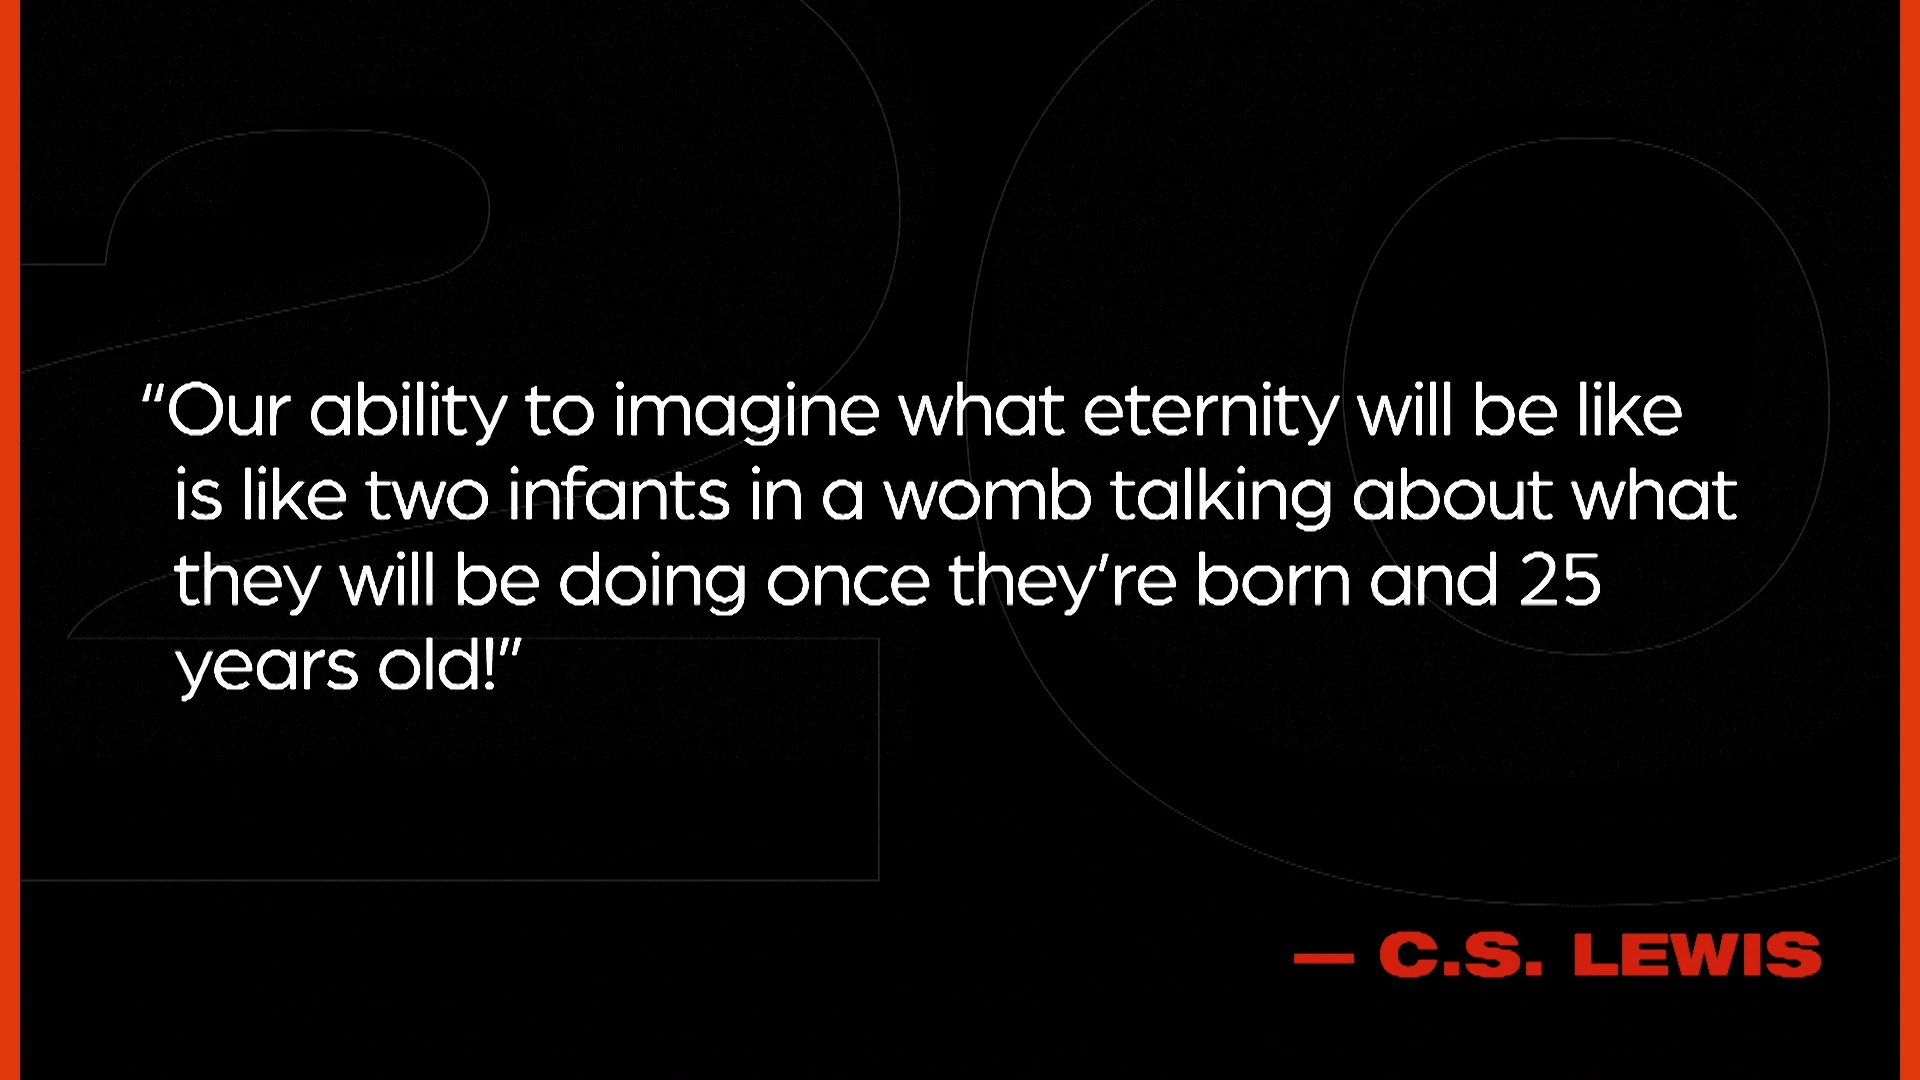 20
“Our ability to imagine what eternity will be like
is like two infants in a womb talking about what
they will be doing once they’re born and 25
years old!”
— C.S. LEWIS